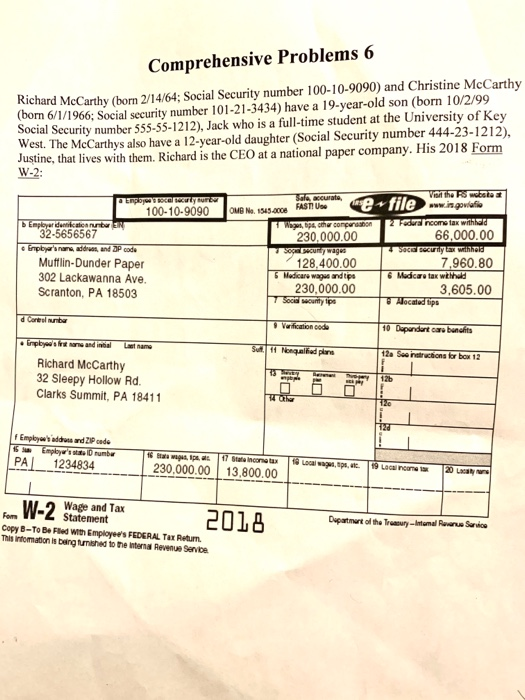 Comprehensive Problems 6
Richard McCarthy (born 2/14/64; Social Security number 100-10-9090) and Christine McCarthy
(born 6/1/1966; Social security number 101-21-3434) have a 19-year-old son (born 10/2/99
Social Security number 555-55-1212), Jack who is a full-time student at the University of Key
West. The McCarthys also have a 12-year-old daughter (Social Security number 444-23-1212),
Justine, that lives with them. Richard is the CEO at a national paper company. His 2018 Form
W-2:
a Employee's social security number
100-10-9090
OMB No. 1545-0008
Safe, accurate,
FAST! Use
IRS e-file
Visit the IRS website at
www.irs.gov/efile
b Employer identification number (EIN)
32-5656567
1 Wages, tips, other compensation
230,000.00
2 Federal income tax withheld
66,000.00
c Employer's name, address, and ZIP code
Mufflin-Dunder Paper
302 Lackawanna Ave.
Scranton, PA 18503
3 Social security wages
128,400.00
4 Social security tax withheld
7,960.80
5 Medicare wages and tips
230,000.00
6 Medicare tax withheld
3,605.00
7 Social security tips
8 Allocated tips
d Control number
9 Verification code
10 Dependent care benefits
e Employee's first name and initial Last name Suff.
Richard McCarthy
32 Sleepy Hollow Rd.
Clarks Summit, PA 18411
11 Nonqualified plans
12a See instructions for box 12
13 Statutory employee Retirement plan Third-party sick pay
12b
14 Other
12c
12d
f Employee's address and ZIP code
15 State Employer's state ID number
PA 1234834
16 State wages, tips, etc.
230,000.00
17 State income tax
13,800.00
18 Local wages, tips, etc.
19 Local income tax
20 Locality name
Form W-2 Wage and Tax
Statement
2018
Department of the Treasury—Internal Revenue Service
Copy B—To Be Filed With Employee's FEDERAL Tax Return.
This information is being furnished to the Internal Revenue Service.